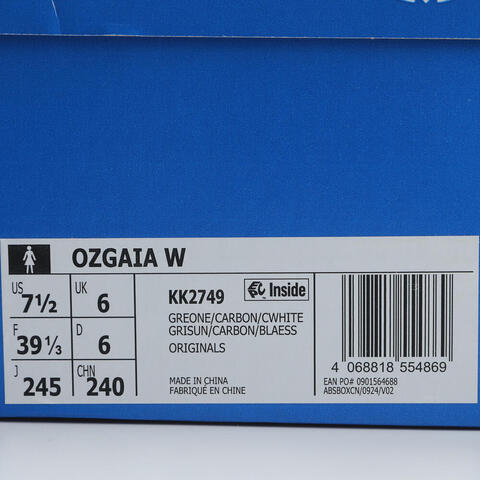 OZGAIA W
US 7½ UK 6
F 39⅓ D 6
J 245 CHN 240
KK2749 Inside
GREONE/CARBON/CWHITE
GRISUN/CARBON/BLAESS
ORIGINALS
MADE IN CHINA
FABRIQUÉ EN CHINE
4 068818 554869
EAN PO# 0901564688
ABSBOXCN/0924/V02